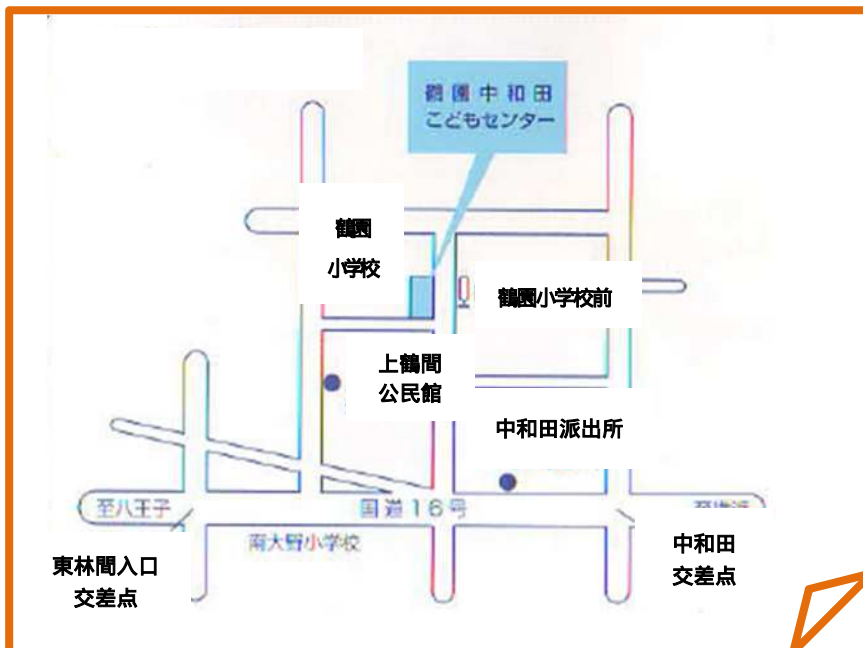 鶴園中和田
こどもセンター
鶴園
小学校
鶴園小学校前
上鶴間
公民館
中和田派出所
至八王子
国道16号
南大野小学校
東林間入口
交差点
中和田
交差点